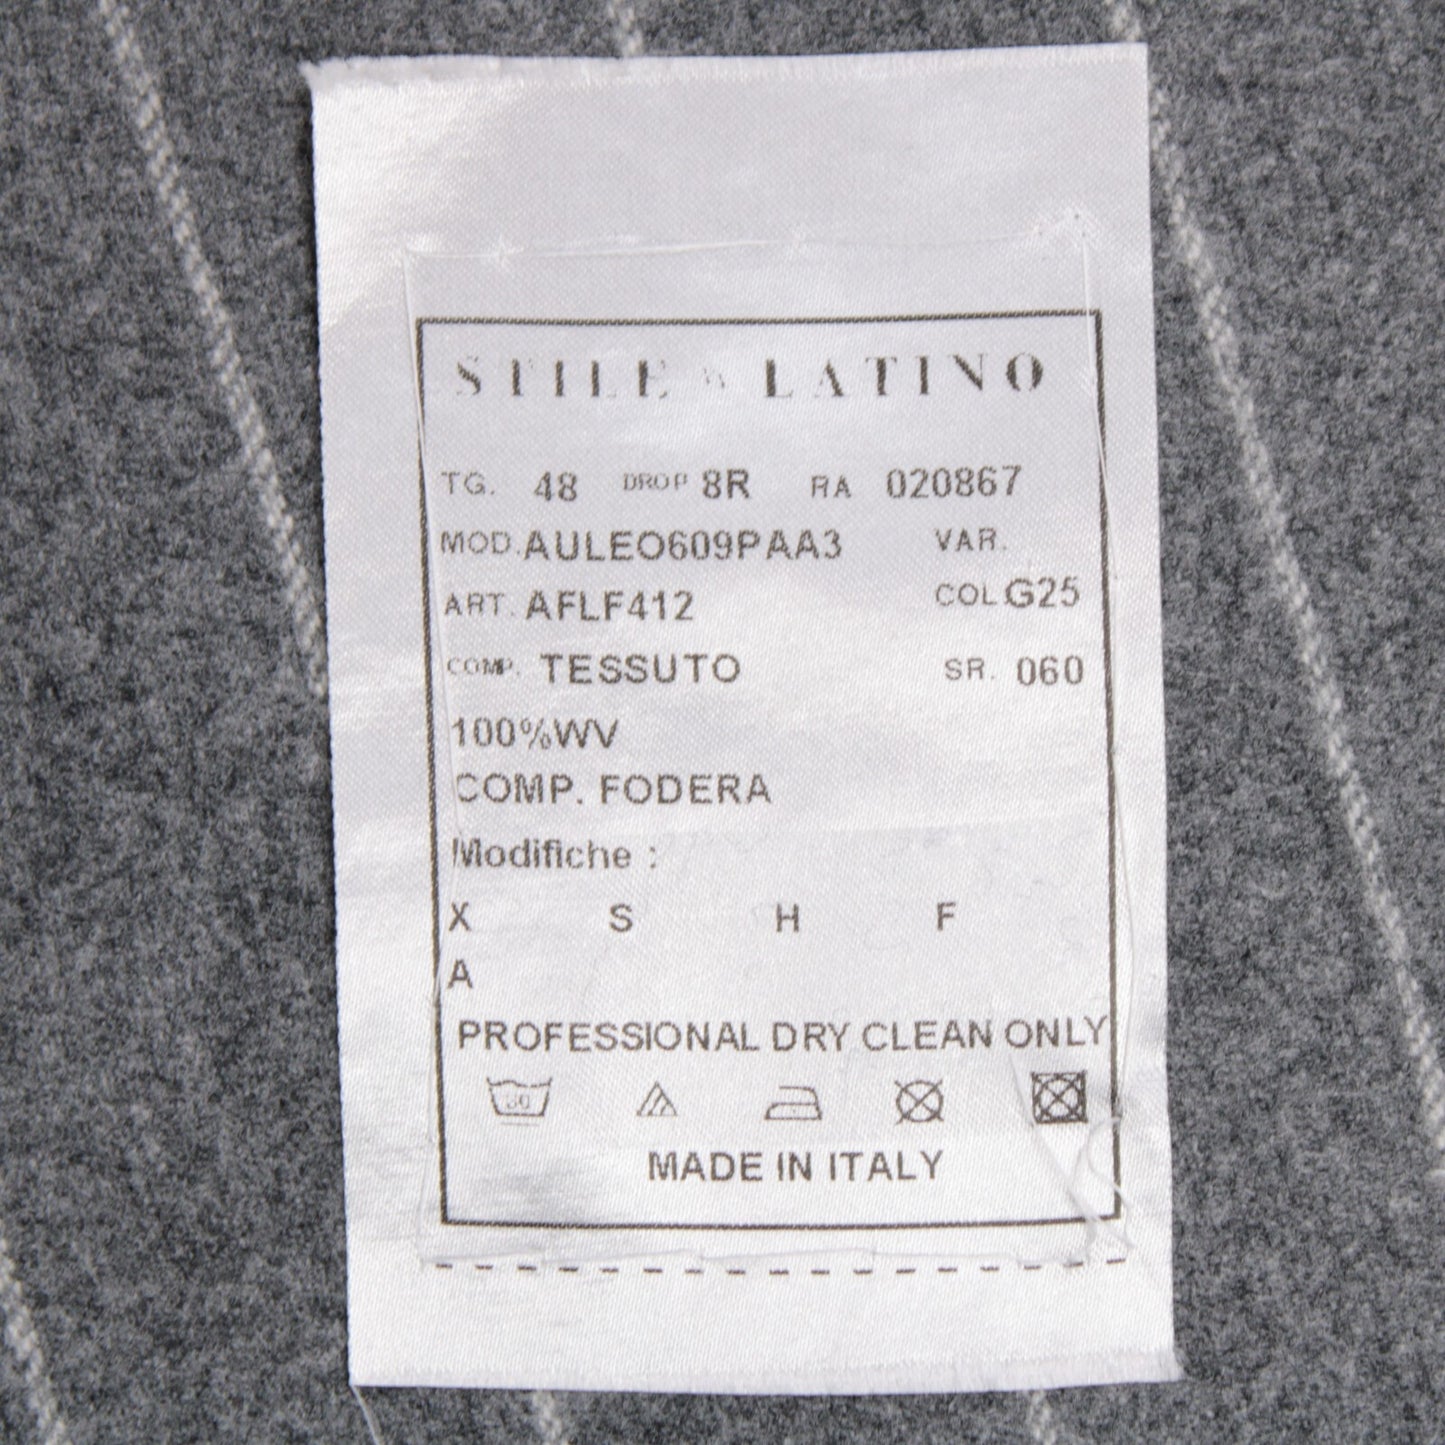 STILE LATINO
TG. 48 DROP 8R RA 020867
MOD. AULEO609PAA3 VAR.
ART. AFLF412 COL G25
COMP. TESSUTO SR. 060
100%WV
COMP. FODERA
Modifiche :
X S H F
A
PROFESSIONAL DRY CLEAN ONLY
30
MADE IN ITALY